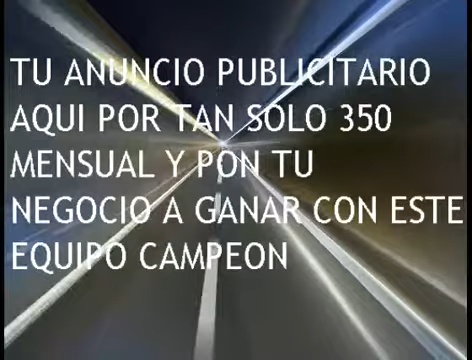 TU ANUNCIO PUBLICITARIO
AQUI POR TAN SOLO 350
MENSUAL Y PON TU
NEGOCIO A GANAR CON ESTE
EQUIPO CAMPEON